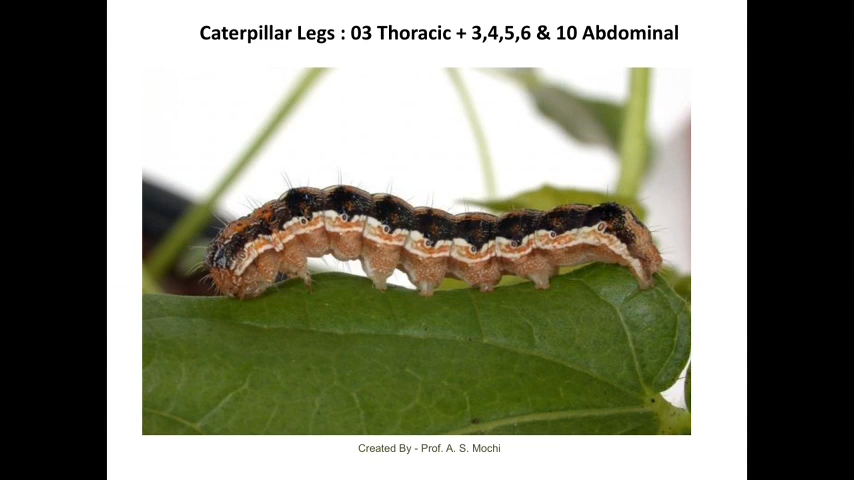 Caterpillar Legs : 03 Thoracic + 3,4,5,6 & 10 Abdominal
Created By - Prof. A. S. Mochi